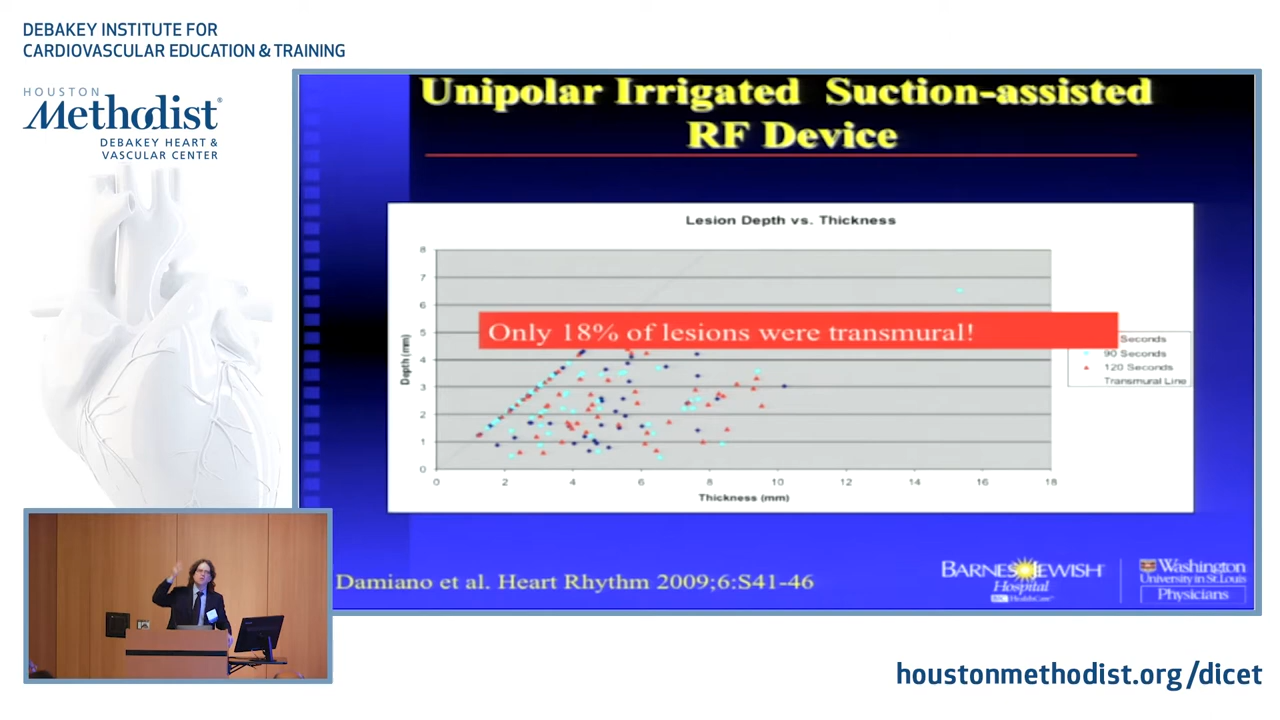 DEBAKEY INSTITUTE FOR
CARDIOVASCULAR EDUCATION & TRAINING
HOUSTON
Methodist®
DEBAKEY HEART &
VASCULAR CENTER
Unipolar Irrigated Suction-assisted
RF Device
Lesion Depth vs. Thickness
8
7
6
5
4
3
2
1
0
Depth (mm)
Only 18% of lesions were transmural!
Seconds
90 Seconds
120 Seconds
Transmural Line
0 2 4 6 8 10 12 14 16 18
Thickness (mm)
Damiano et al. Heart Rhythm 2009;6:S41-46
BARNES JEWISH
Hospital
BJC HealthCare
Washington
University in St. Louis
Physicians
houstonmethodist.org/dicet